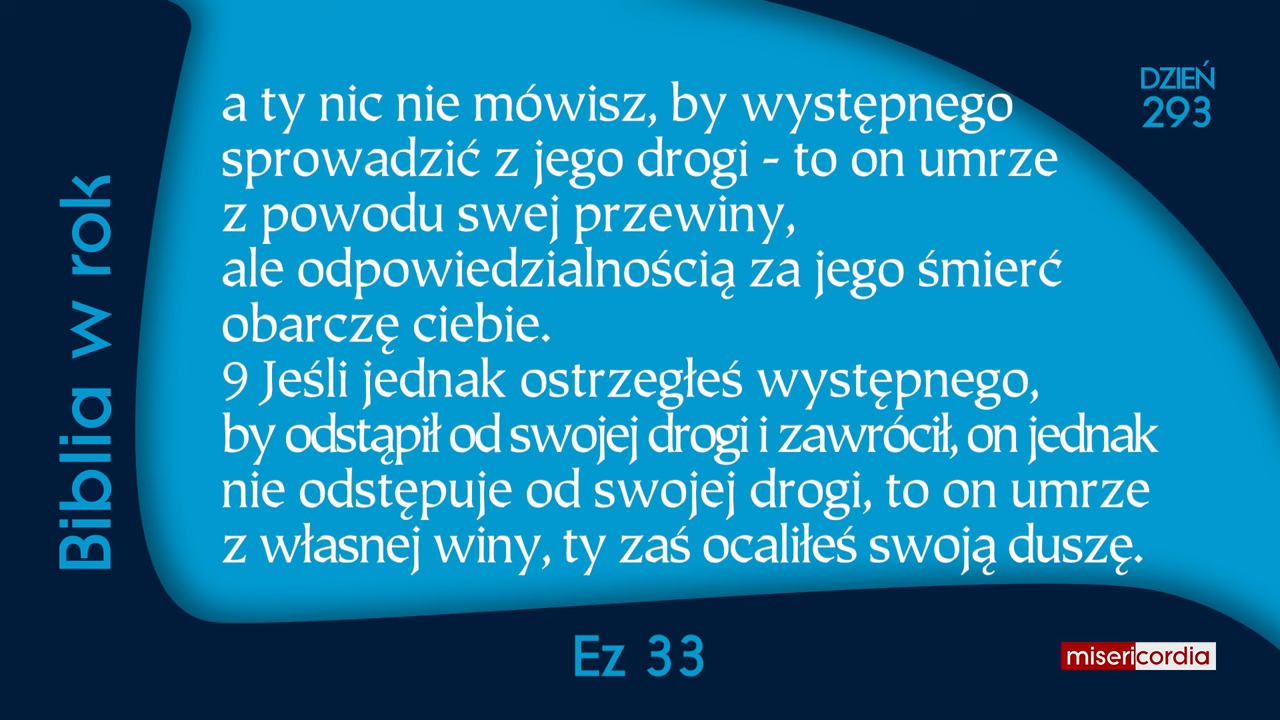 Biblia w rok
DZIEŃ
293
a ty nic nie mówisz, by występnego
sprowadzić z jego drogi - to on umrze
z powodu swej przewiny,
ale odpowiedzialnością za jego śmierć
obarczę ciebie.
9 Jeśli jednak ostrzegłeś występnego,
by odstąpił od swojej drogi i zawrócił, on jednak
nie odstępuje od swojej drogi, to on umrze
z własnej winy, ty zaś ocaliłeś swoją duszę.
Ez 33
misericordia